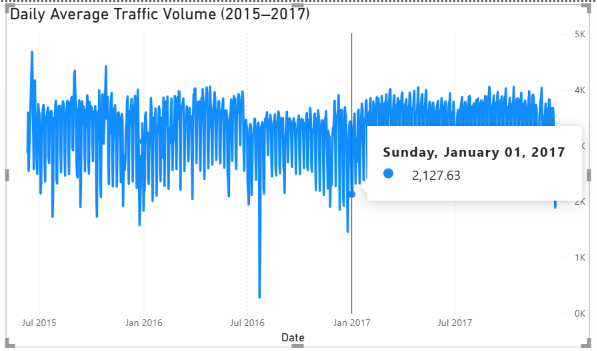 Daily Average Traffic Volume (2015–2017)
5K
4K
Sunday, January 01, 2017
2,127.63
2K
1K
0K
Jul 2015 Jan 2016 Jul 2016 Jan 2017 Jul 2017
Date